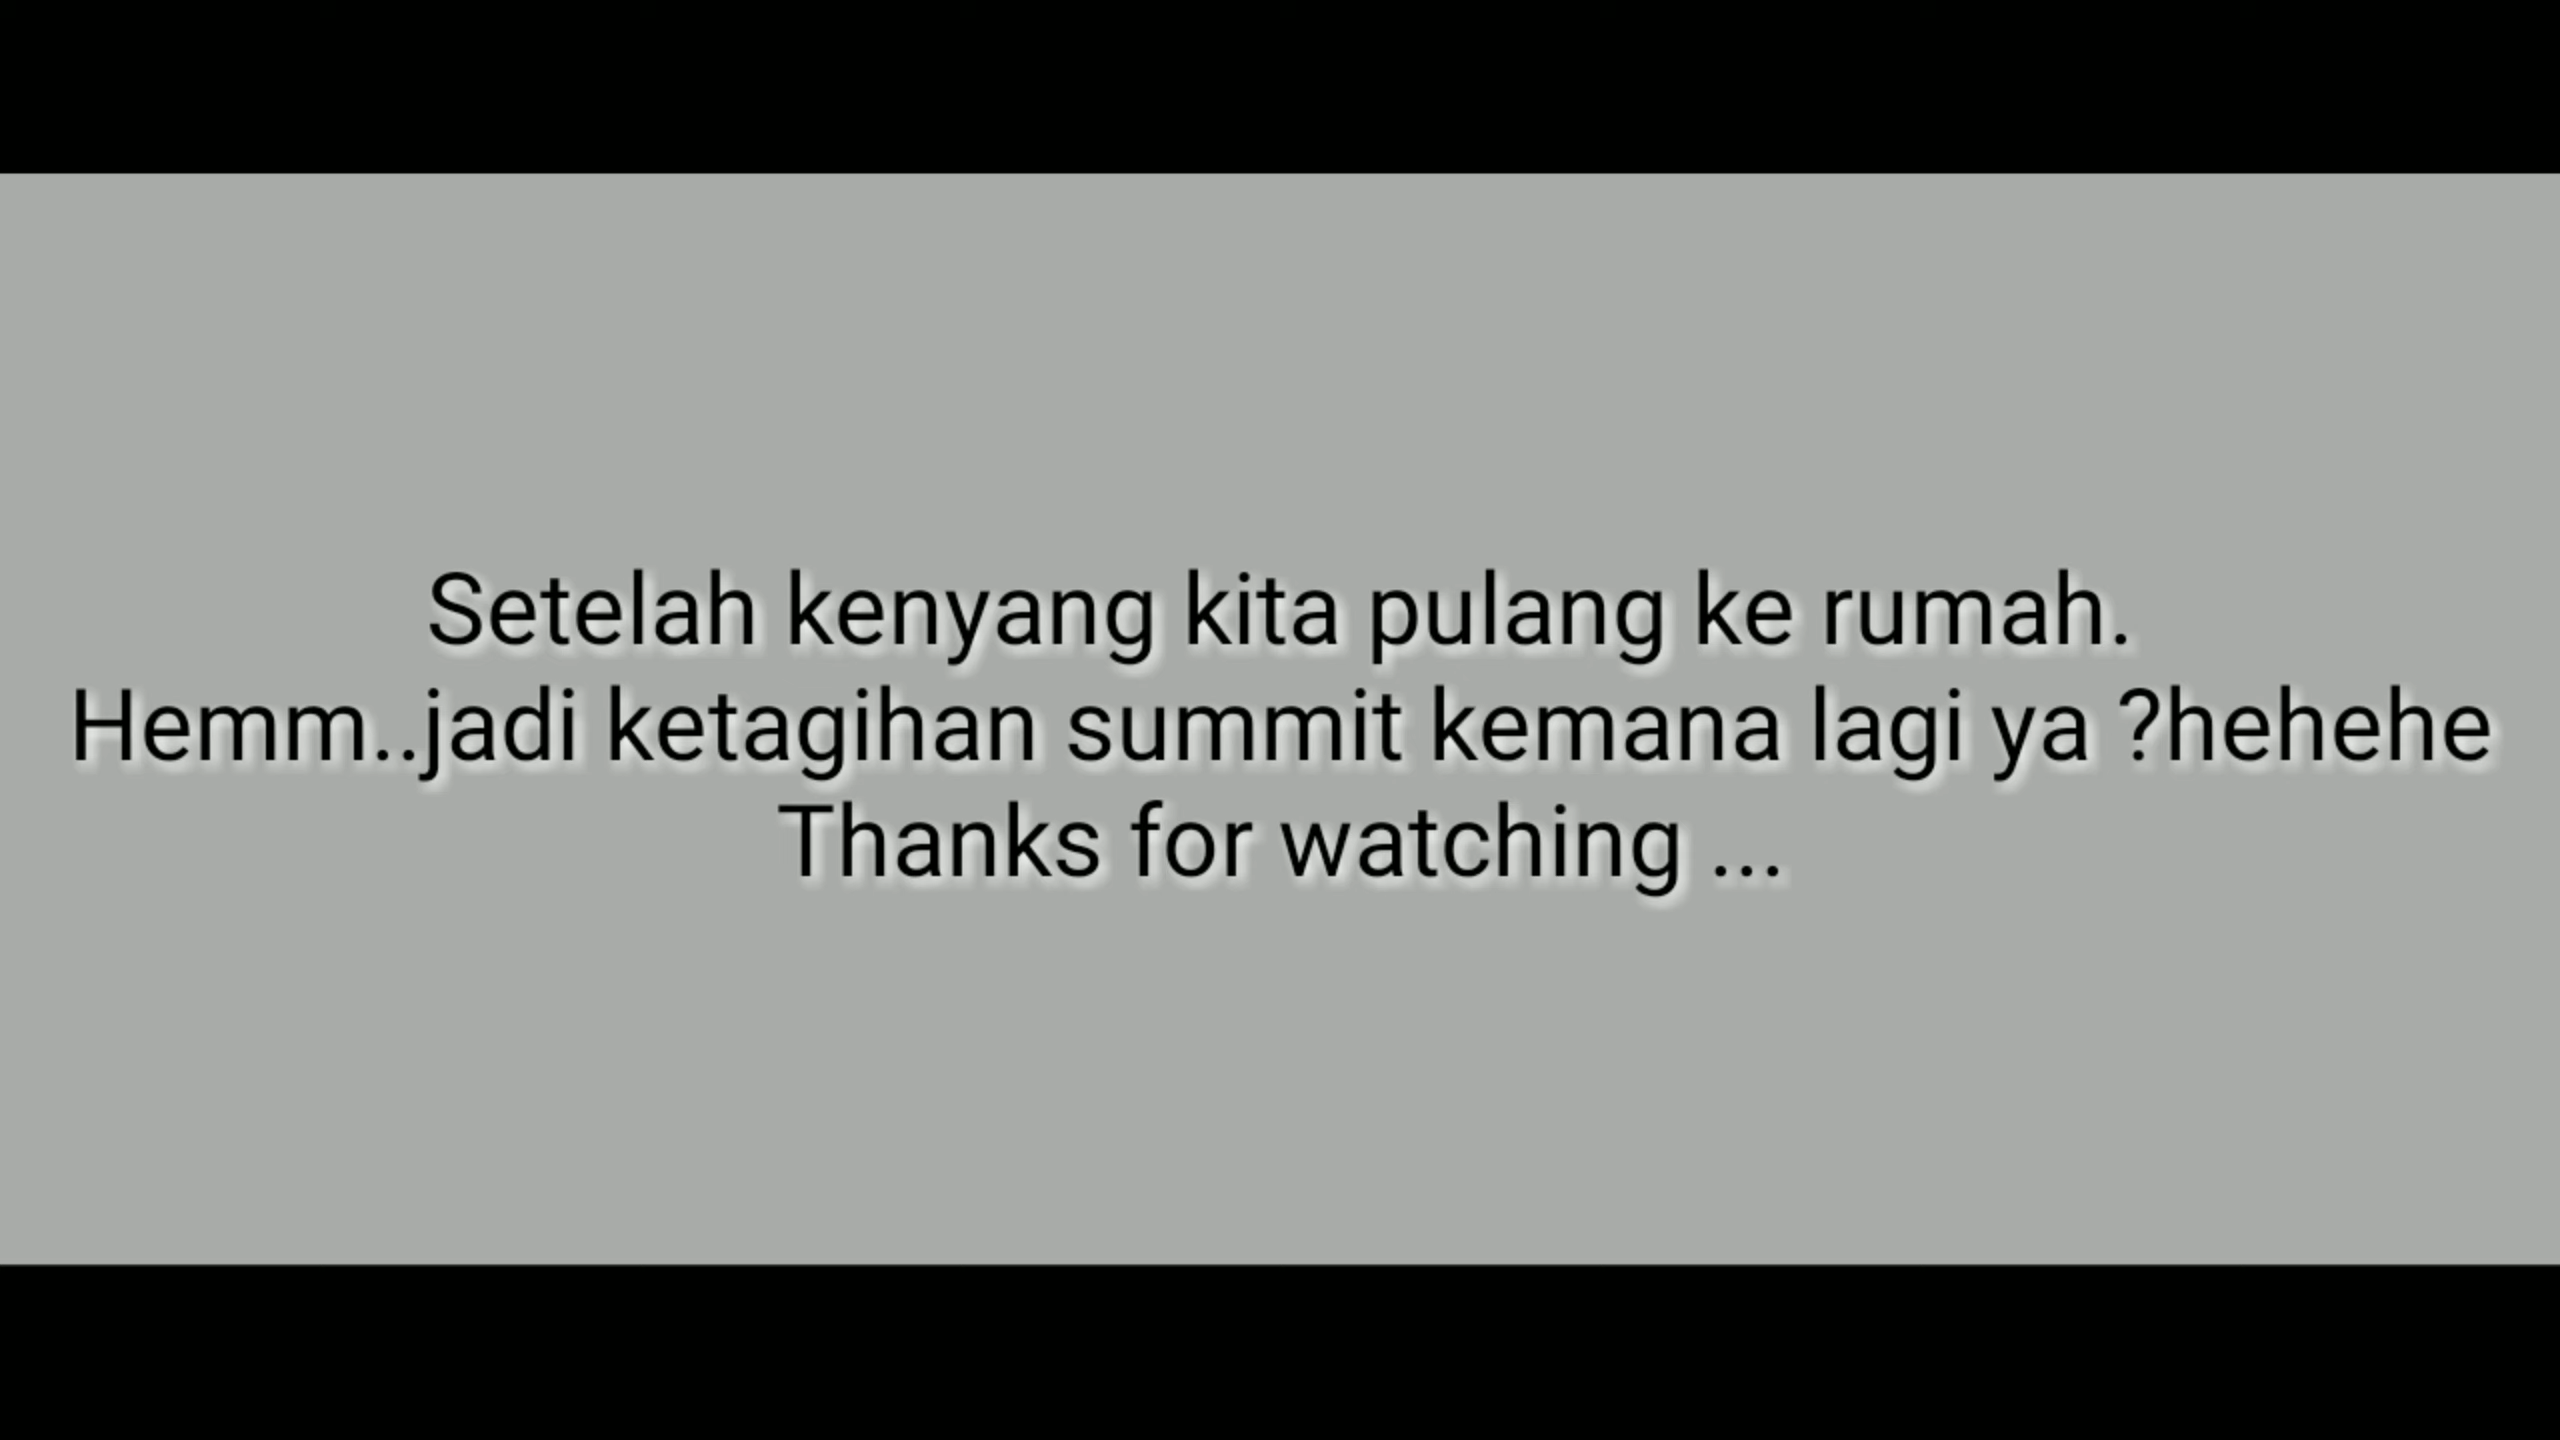 Setelah kenyang kita pulang ke rumah.
Hemm..jadi ketagihan summit kemana lagi ya ?hehehe
Thanks for watching ...